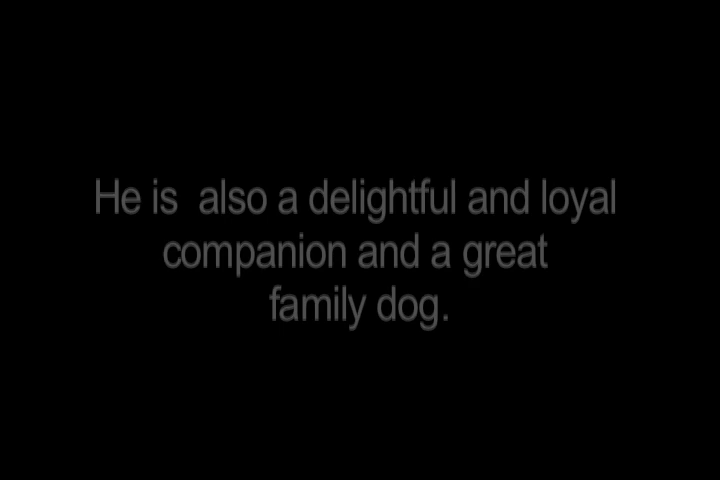 He is  also a delightful and loyal
companion and a great
family dog.